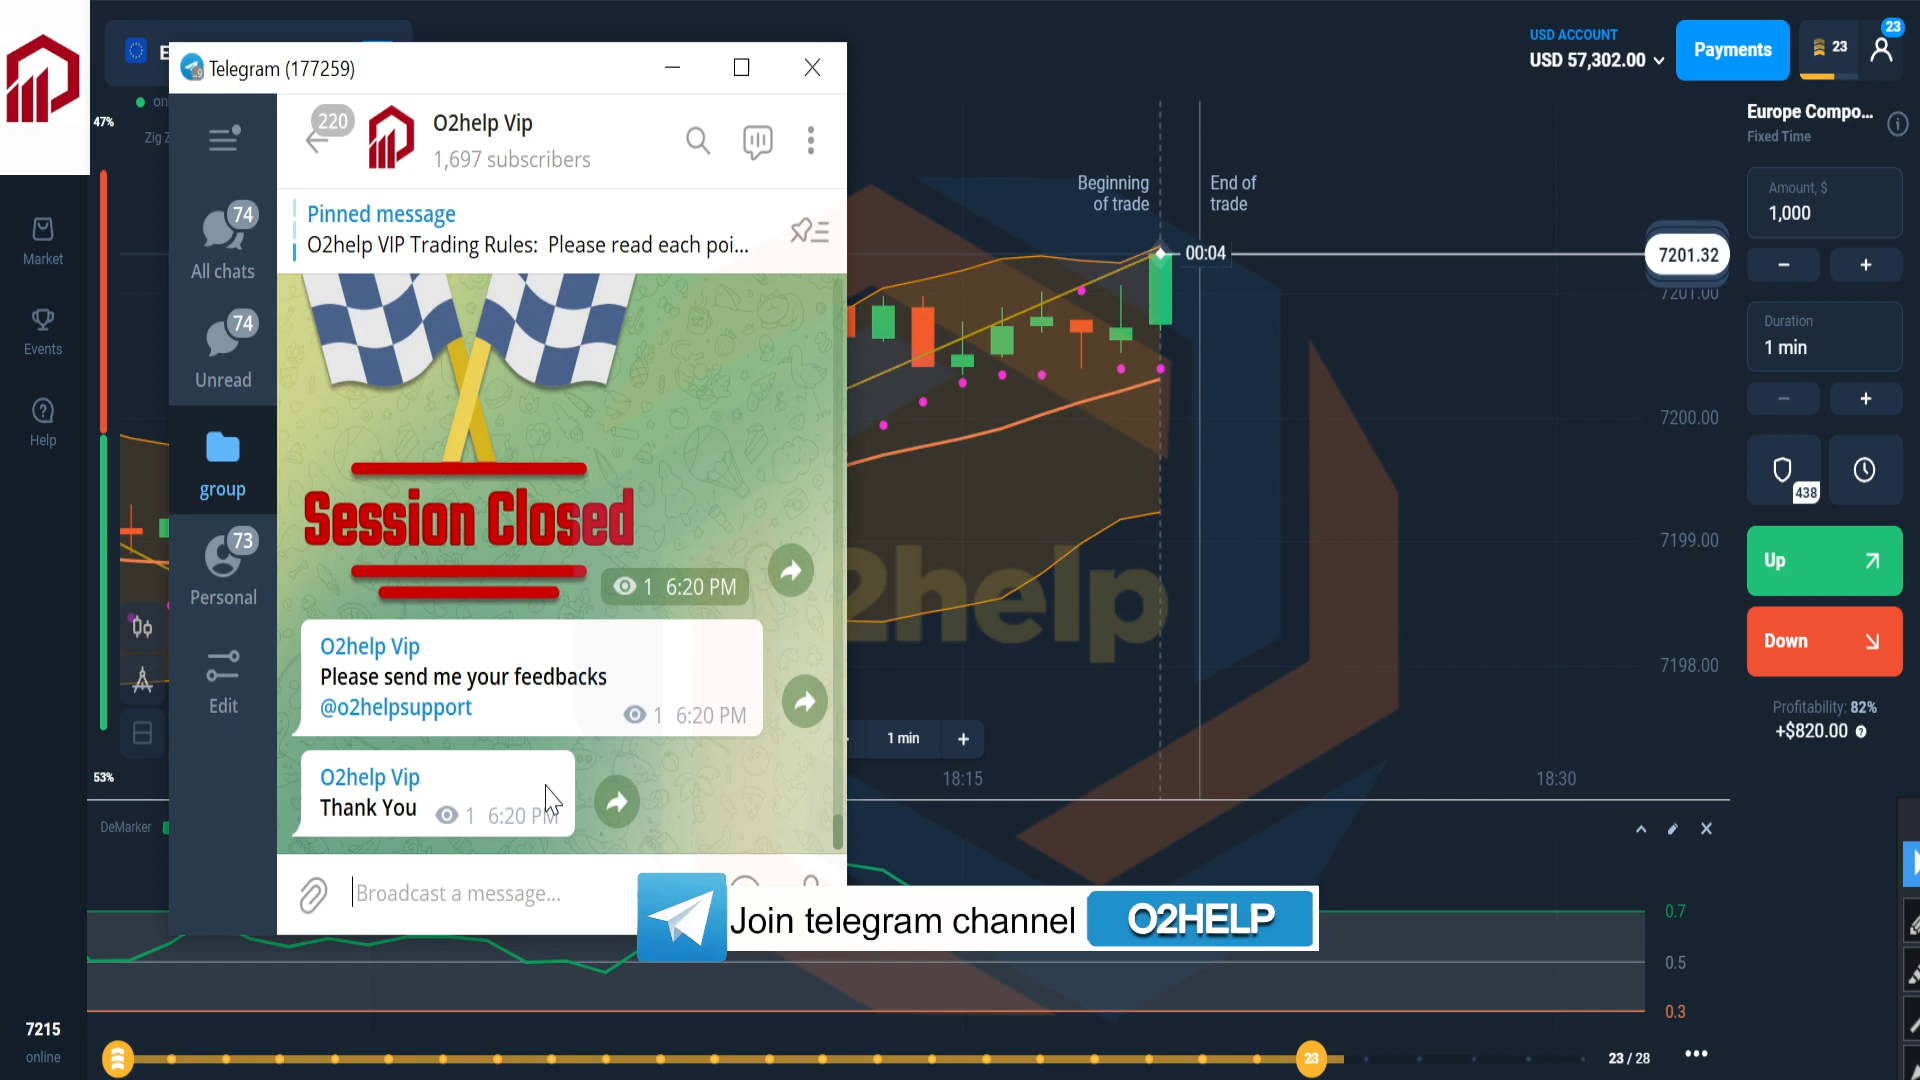 E
Telegram (177259)
on
47%
Zig Z
220
O2help Vip
1,697 subscribers
Pinned message
O2help VIP Trading Rules: Please read each poi...
Market
Events
Help
74
All chats
74
Unread
group
73
Personal
Edit
Session Closed
1 6:20 PM
O2help Vip
Please send me your feedbacks
@o2helpsupport
1 6:20 PM
O2help Vip
Thank You
1 6:20 PM
Broadcast a message...
53%
DeMarker
7215
online
USD ACCOUNT
USD 57,302.00
Payments
23
23
Beginning
of trade
End of
trade
00:04
7201.32
7201.00
7200.00
7199.00
7198.00
2help
1 min
+
18:15
18:30
Europe Compo...
Fixed Time
Amount, $
1,000
− +
Duration
1 min
− +
438
Up
Down
Profitability: 82%
+$820.00
Join telegram channel
O2HELP
0.7
0.5
0.3
23
23 / 28